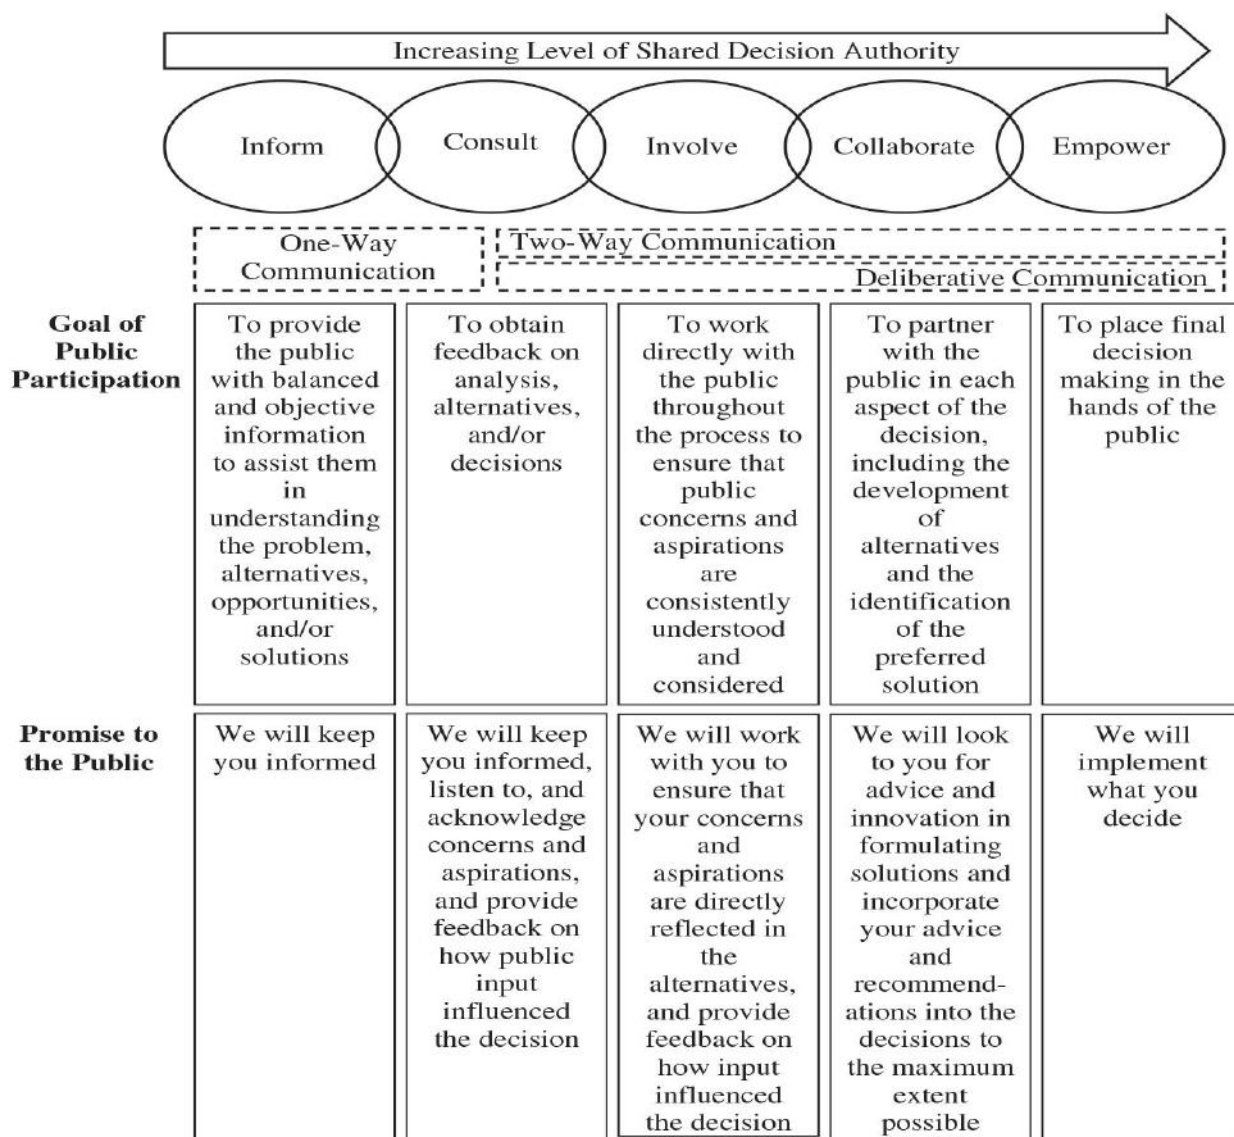 Increasing Level of Shared Decision Authority
Inform
Consult
Involve
Collaborate
Empower
One-Way
Communication
Two-Way Communication
Deliberative Communication
Goal of
Public
Participation
To provide
the public
with balanced
and objective
information
to assist them
in
understanding
the problem,
alternatives,
opportunities,
and/or
solutions
To obtain
feedback on
analysis,
alternatives,
and/or
decisions
To work
directly with
the public
throughout
the process to
ensure that
public
concerns and
aspirations
are
consistently
understood
and
considered
To partner
with the
public in each
aspect of the
decision,
including the
development
of
alternatives
and the
identification
of the
preferred
solution
To place final
decision
making in the
hands of the
public
Promise to
the Public
We will keep
you informed
We will keep
you informed,
listen to, and
acknowledge
concerns and
aspirations,
and provide
feedback on
how public
input
influenced
the decision
We will work
with you to
ensure that
your concerns
and
aspirations
are directly
reflected in
the
alternatives,
and provide
feedback on
how input
influenced
the decision
We will look
to you for
advice and
innovation in
formulating
solutions and
incorporate
your advice
and
recommend-
ations into the
decisions to
the maximum
extent
possible
We will
implement
what you
decide